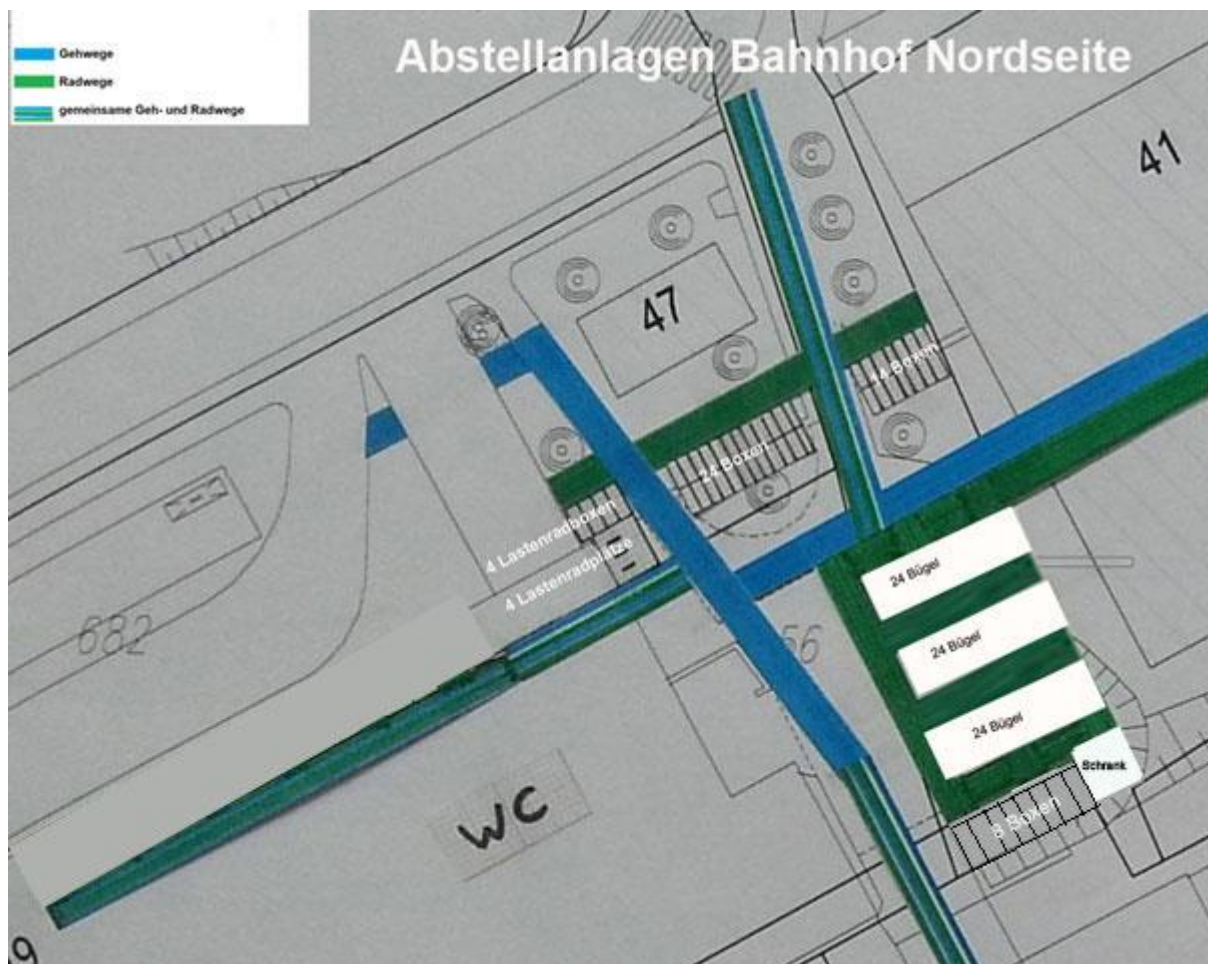 Abstellanlagen Bahnhof Nordseite
Gehwege
Radwege
gemeinsame Geh- und Radwege
41
47
14 Boxen
24 Boxen
4 Lastenradboxen
4 Lastenradplätze
24 Bügel
682
56
24 Bügel
24 Bügel
Schrank
WC
8 Boxen
9